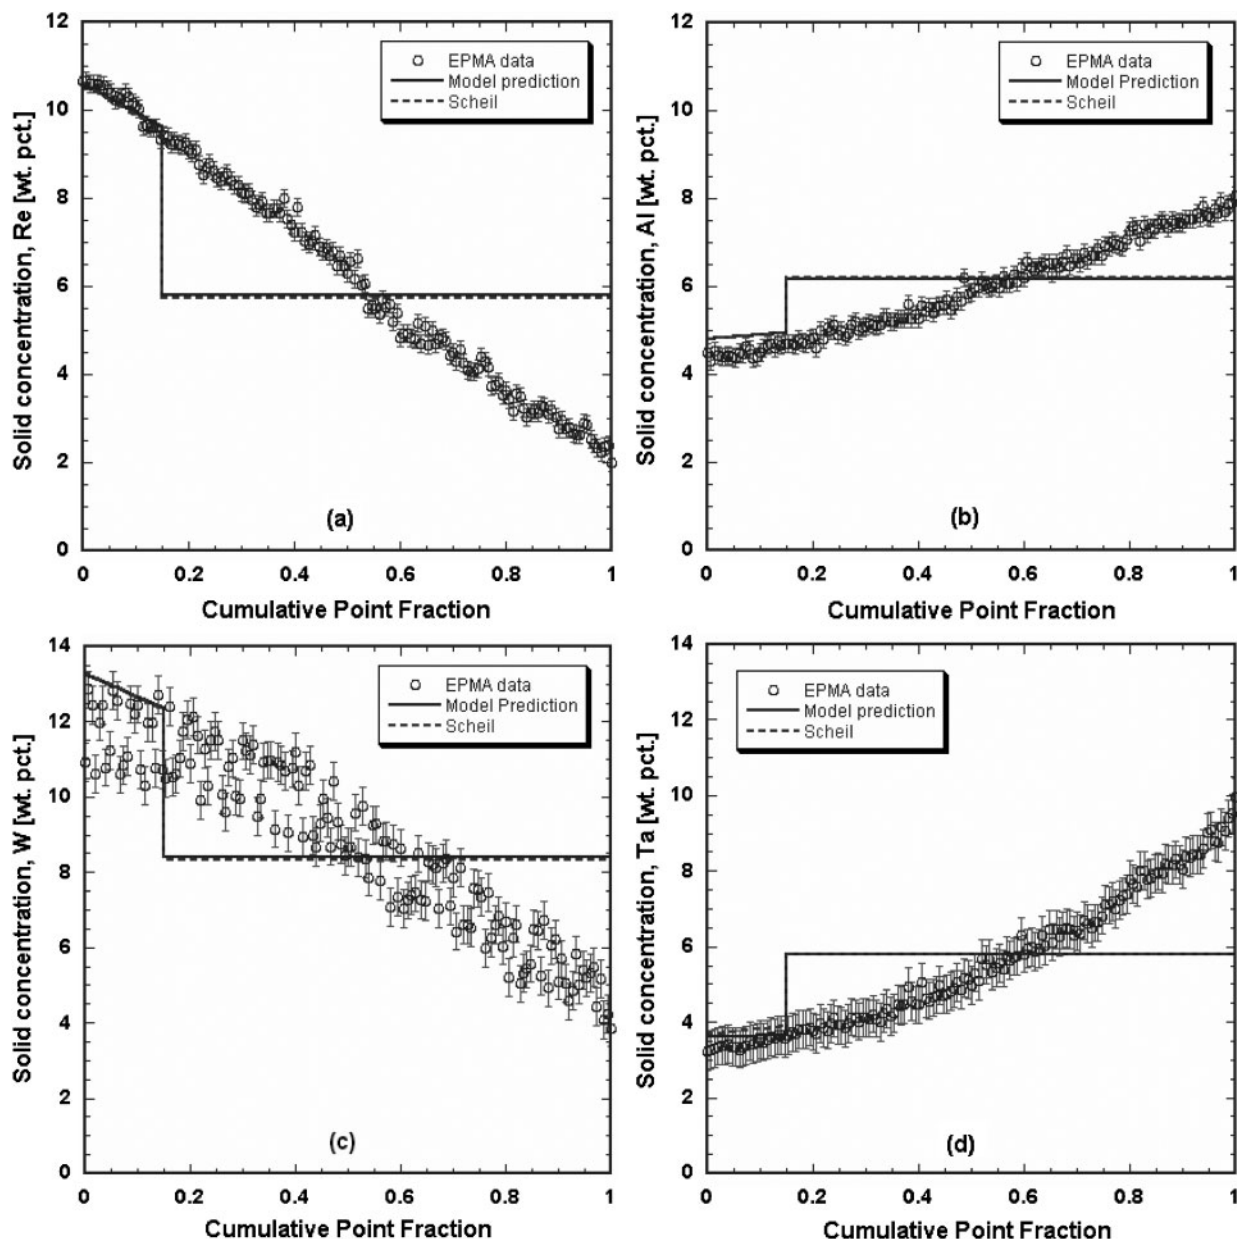 12
10
8
6
4
2
0
Solid concentration, Re [wt. pct.]
EPMA data
Model prediction
Scheil
(a)
0 0.2 0.4 0.6 0.8 1
Cumulative Point Fraction
12
10
8
6
4
2
0
Solid concentration, Al [wt. pct.]
EPMA data
Model Prediction
Scheil
(b)
0 0.2 0.4 0.6 0.8 1
Cumulative Point Fraction
14
12
10
8
6
4
2
0
Solid concentration, W [wt. pct.]
EPMA data
Model Prediction
Scheil
(c)
0 0.2 0.4 0.6 0.8 1
Cumulative Point Fraction
14
12
10
8
6
4
2
0
Solid concentration, Ta [wt. pct.]
EPMA data
Model prediction
Scheil
(d)
0 0.2 0.4 0.6 0.8 1
Cumulative Point Fraction